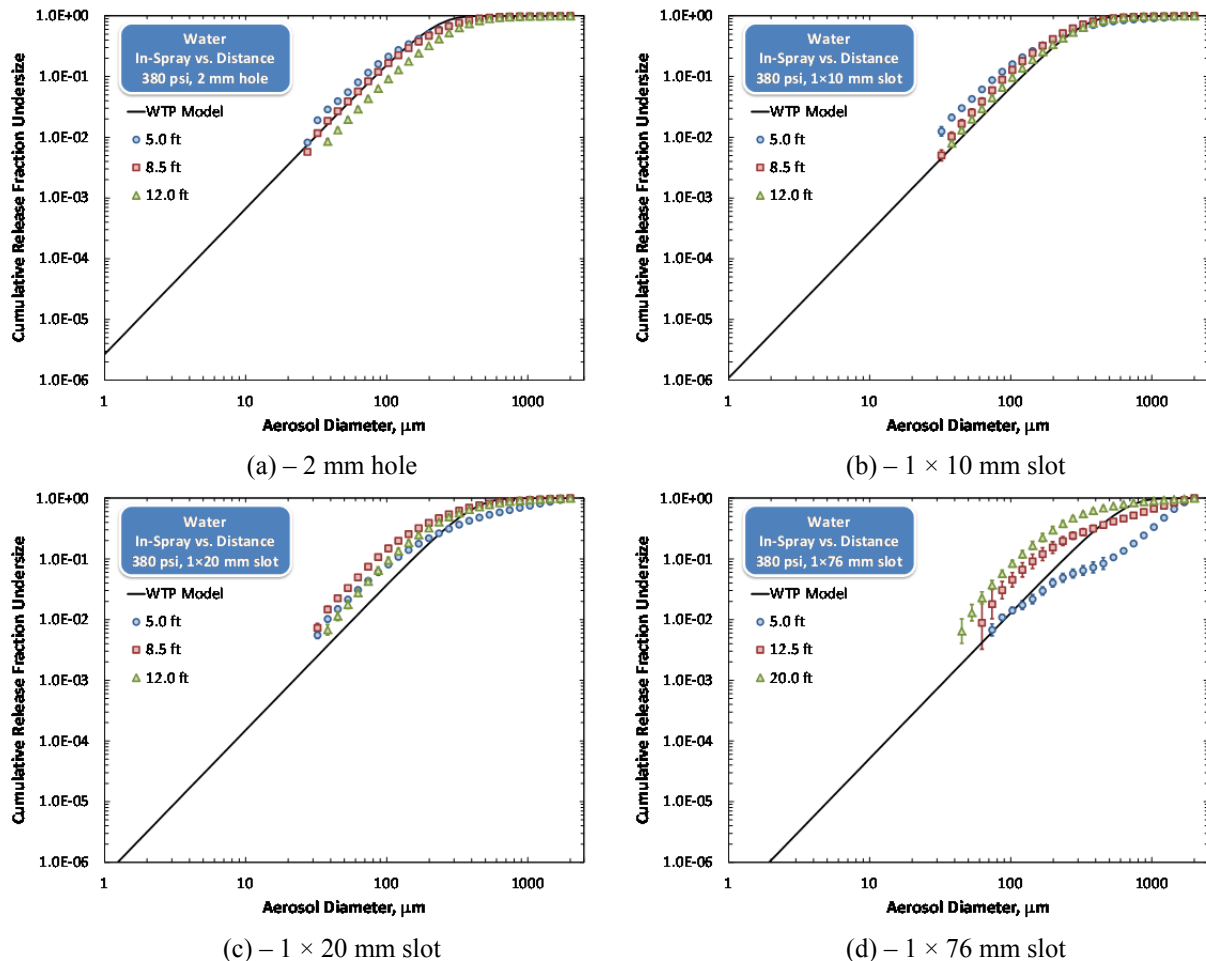 Water
In-Spray vs. Distance
380 psi, 2 mm hole
WTP Model
5.0 ft
8.5 ft
12.0 ft
Cumulative Release Fraction Undersize
1.0E+00
1.0E-01
1.0E-02
1.0E-03
1.0E-04
1.0E-05
1.0E-06
1 10 100 1000
Aerosol Diameter, µm
(a) – 2 mm hole
Water
In-Spray vs. Distance
380 psi, 1×10 mm slot
WTP Model
5.0 ft
8.5 ft
12.0 ft
Cumulative Release Fraction Undersize
1.0E+00
1.0E-01
1.0E-02
1.0E-03
1.0E-04
1.0E-05
1.0E-06
1 10 100 1000
Aerosol Diameter, µm
(b) – 1 × 10 mm slot
Water
In-Spray vs. Distance
380 psi, 1×20 mm slot
WTP Model
5.0 ft
8.5 ft
12.0 ft
Cumulative Release Fraction Undersize
1.0E+00
1.0E-01
1.0E-02
1.0E-03
1.0E-04
1.0E-05
1.0E-06
1 10 100 1000
Aerosol Diameter, µm
(c) – 1 × 20 mm slot
Water
In-Spray vs. Distance
380 psi, 1×76 mm slot
WTP Model
5.0 ft
12.5 ft
20.0 ft
Cumulative Release Fraction Undersize
1.0E+00
1.0E-01
1.0E-02
1.0E-03
1.0E-04
1.0E-05
1.0E-06
1 10 100 1000
Aerosol Diameter, µm
(d) – 1 × 76 mm slot